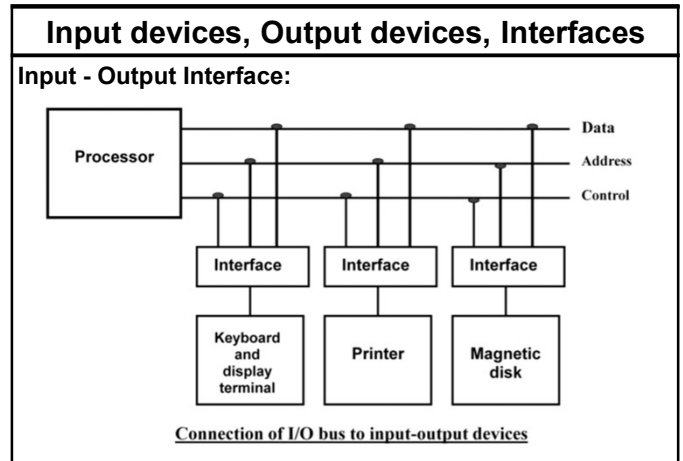 Input devices, Output devices, Interfaces
Input - Output Interface:
Processor
Data
Address
Control
Interface
Interface
Interface
Keyboard
and
display
terminal
Printer
Magnetic
disk
Connection of I/O bus to input-output devices